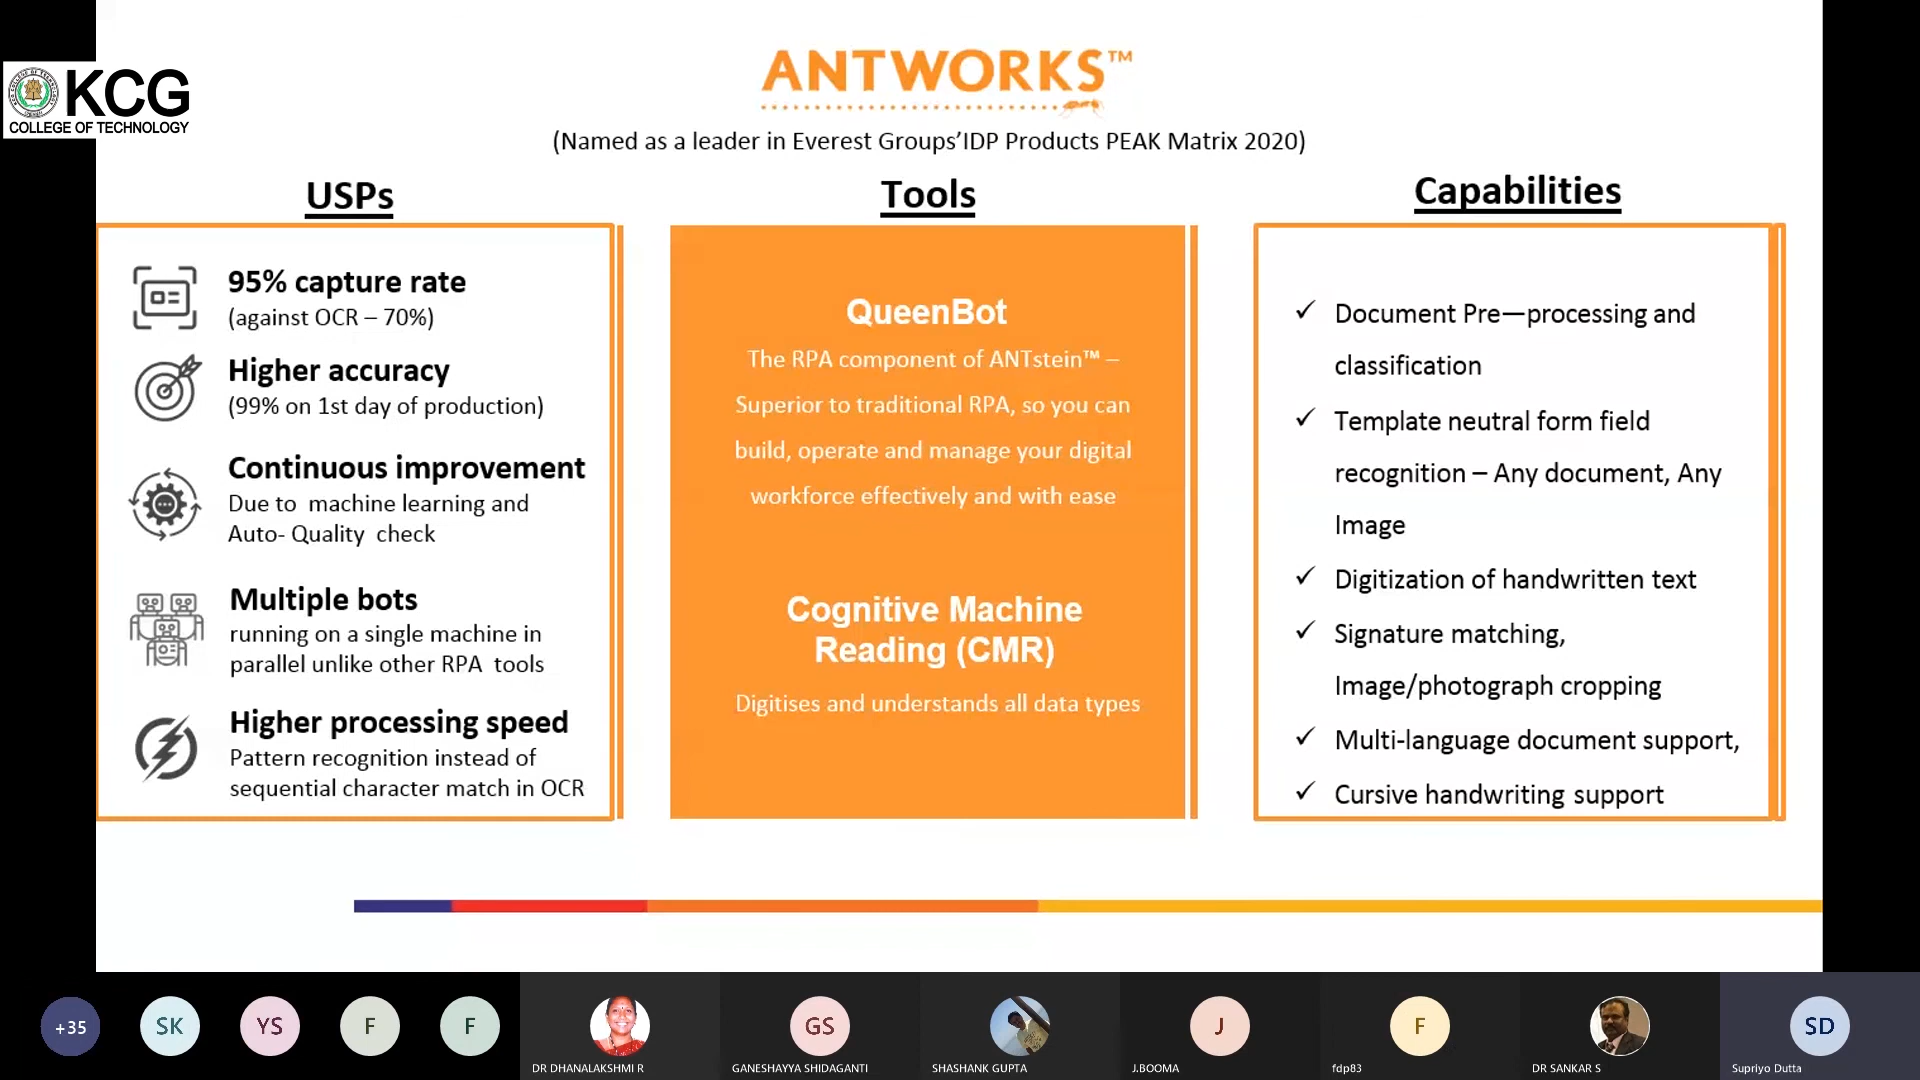 KCG
COLLEGE OF TECHNOLOGY
ANTWORKS™
(Named as a leader in Everest Groups’IDP Products PEAK Matrix 2020)
USPs
95% capture rate
(against OCR – 70%)
Higher accuracy
(99% on 1st day of production)
Continuous improvement
Due to machine learning and
Auto- Quality check
Multiple bots
running on a single machine in
parallel unlike other RPA tools
Higher processing speed
Pattern recognition instead of
sequential character match in OCR
Tools
QueenBot
The RPA component of ANTstein™ –
Superior to traditional RPA, so you can
build, operate and manage your digital
workforce effectively and with ease
Cognitive Machine
Reading (CMR)
Digitises and understands all data types
Capabilities
✓ Document Pre—processing and
classification
✓ Template neutral form field
recognition – Any document, Any
Image
✓ Digitization of handwritten text
✓ Signature matching,
Image/photograph cropping
✓ Multi-language document support,
✓ Cursive handwriting support
+35
SK
YS
F
F
DR DHANALAKSHMI R
GS
GANESHAYYA SHIDAGANTI
SHASHANK GUPTA
J
J.BOOMA
F
fdp83
DR SANKAR S
SD
Supriyo Dutta